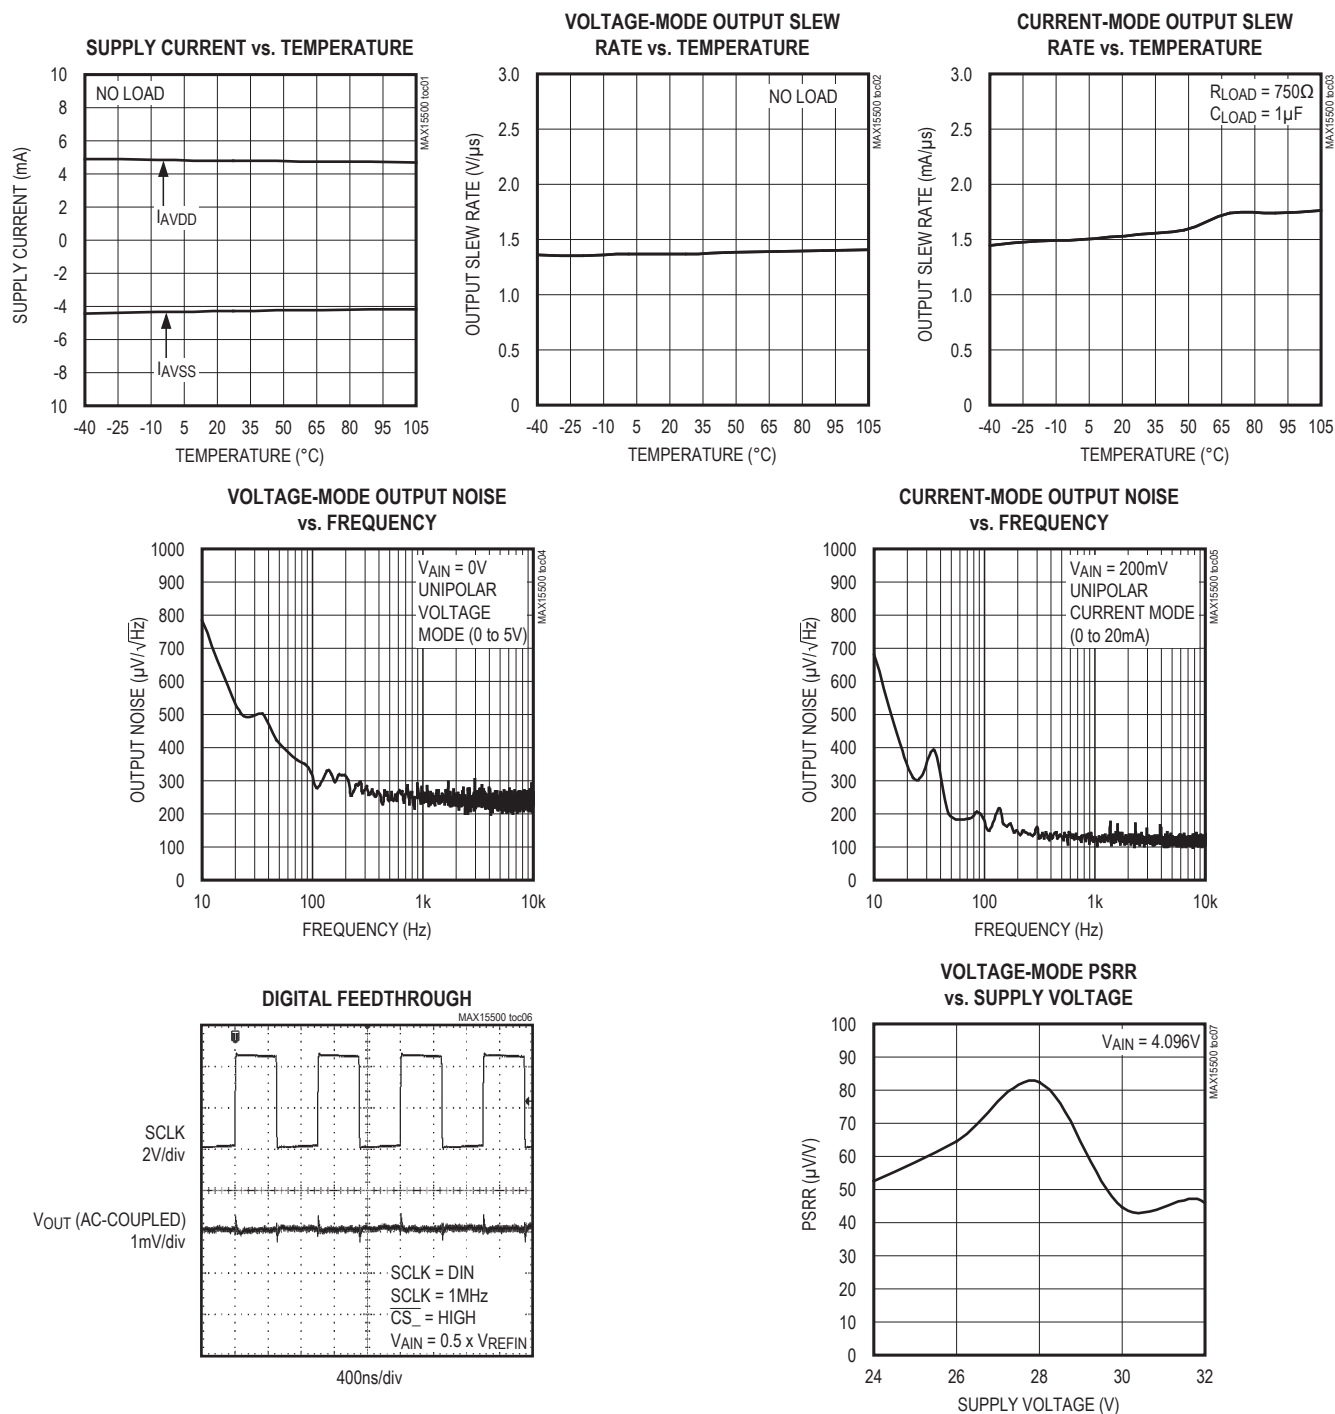 SUPPLY CURRENT vs. TEMPERATURE
MAX15500 toc01
NO LOAD
SUPPLY CURRENT (mA)
10
8
6
4
2
0
-2
-4
-6
-8
10
IAVDD
IAVSS
-40 -25 -10 5 20 35 50 65 80 95 105
TEMPERATURE (°C)
VOLTAGE-MODE OUTPUT SLEW
RATE vs. TEMPERATURE
MAX15500 toc02
NO LOAD
OUTPUT SLEW RATE (V/µs)
3.0
2.5
2.0
1.5
1.0
0.5
0
-40 -25 -10 5 20 35 50 65 80 95 105
TEMPERATURE (°C)
CURRENT-MODE OUTPUT SLEW
RATE vs. TEMPERATURE
MAX15500 toc03
RLOAD = 750Ω
CLOAD = 1µF
OUTPUT SLEW RATE (mA/µs)
3.0
2.5
2.0
1.5
1.0
0.5
0
-40 -25 -10 5 20 35 50 65 80 95 105
TEMPERATURE (°C)
VOLTAGE-MODE OUTPUT NOISE
vs. FREQUENCY
MAX15500 toc04
VAIN = 0V
UNIPOLAR
VOLTAGE
MODE (0 to 5V)
OUTPUT NOISE (µV/√Hz)
1000
900
800
700
600
500
400
300
200
100
0
10 100 1k 10k
FREQUENCY (Hz)
CURRENT-MODE OUTPUT NOISE
vs. FREQUENCY
MAX15500 toc05
VAIN = 200mV
UNIPOLAR
CURRENT MODE
(0 to 20mA)
OUTPUT NOISE (µV/√Hz)
1000
900
800
700
600
500
400
300
200
100
0
10 100 1k 10k
FREQUENCY (Hz)
DIGITAL FEEDTHROUGH
MAX15500 toc06
SCLK
2V/div
VOUT (AC-COUPLED)
1mV/div
SCLK = DIN
SCLK = 1MHz
C̅S̅_̅ = HIGH
VAIN = 0.5 x VREFIN
400ns/div
VOLTAGE-MODE PSRR
vs. SUPPLY VOLTAGE
MAX15500 toc07
VAIN = 4.096V
PSRR (µV/V)
100
90
80
70
60
50
40
30
20
10
0
24 26 28 30 32
SUPPLY VOLTAGE (V)